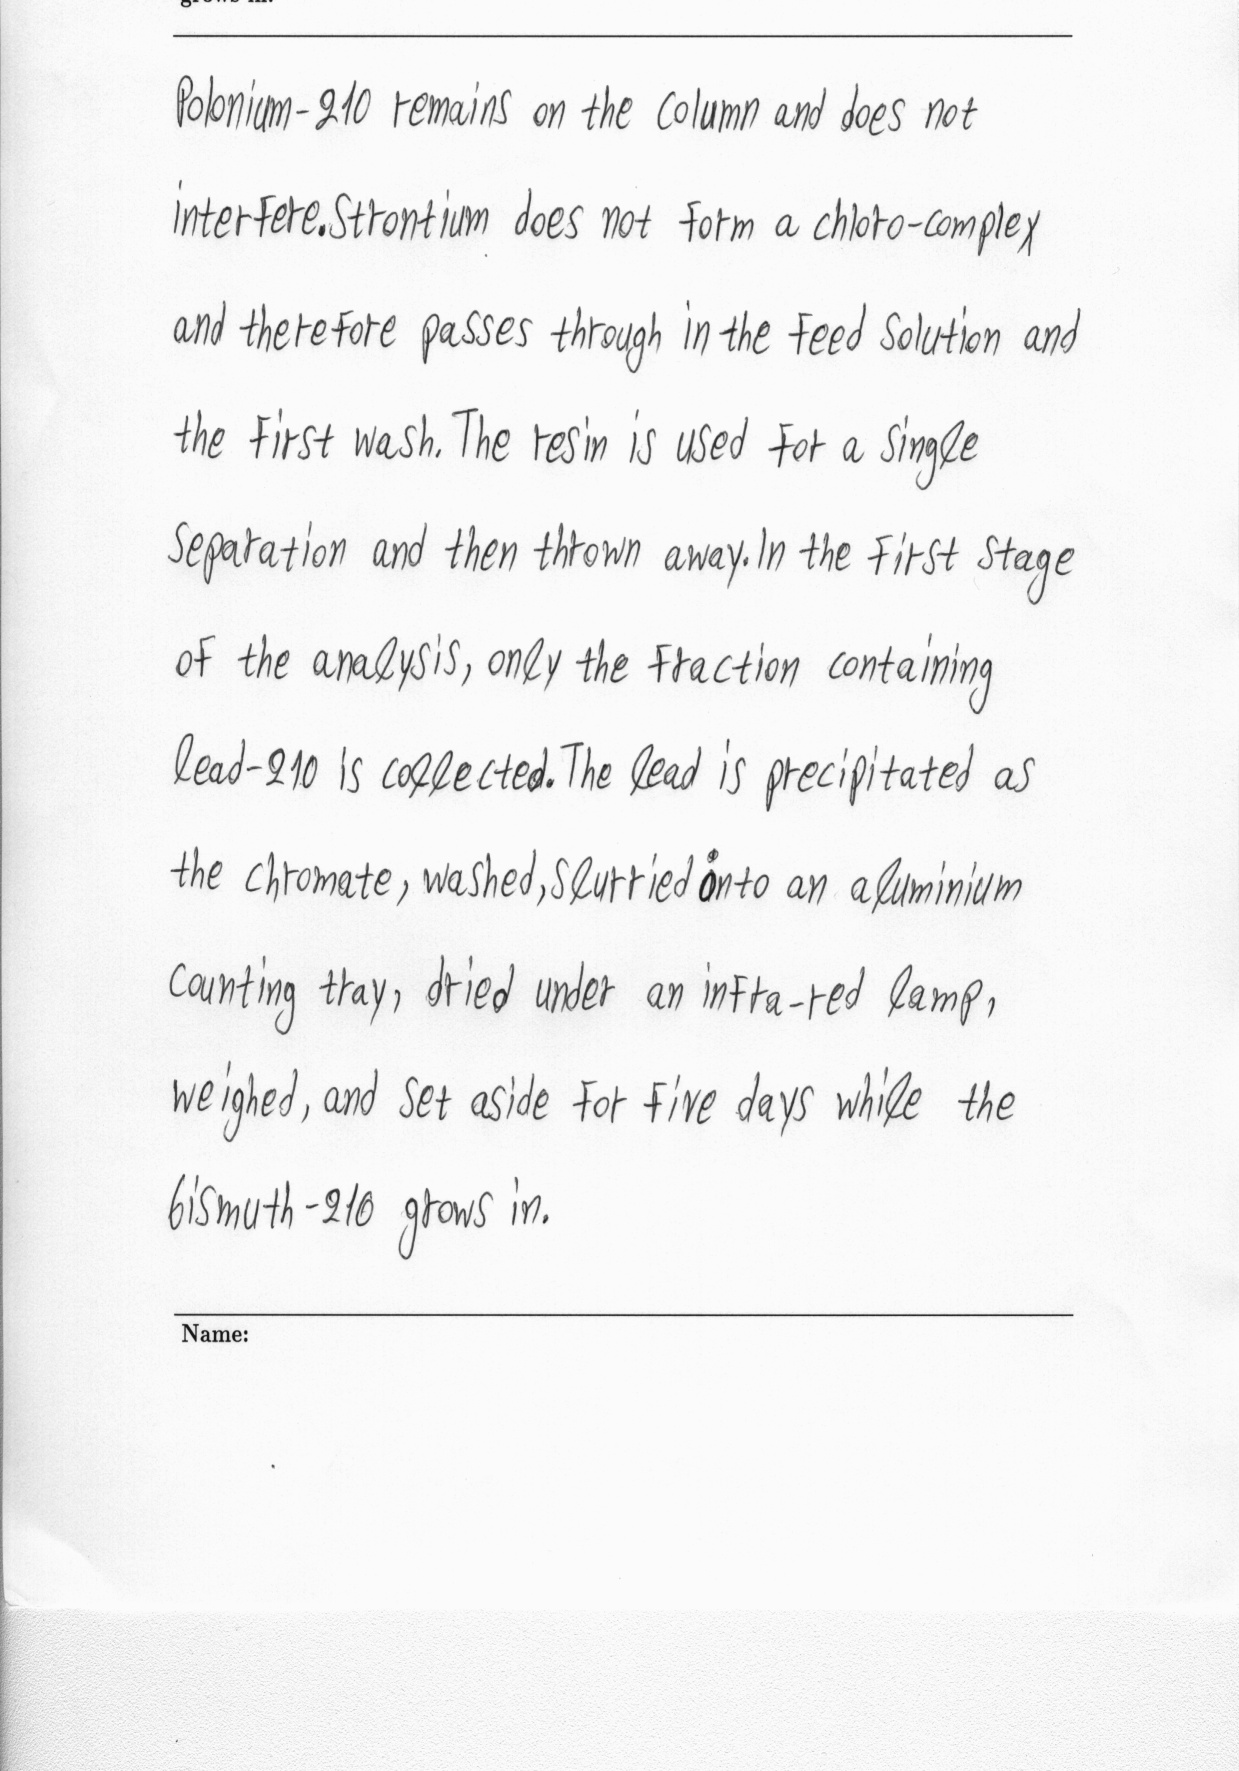 grows in.
Polonium-210 remains on the column and does not
interfere. Strontium does not form a chloro-complex
and therefore passes through in the feed solution and
the first wash. The resin is used for a single
separation and then thrown away. In the first stage
of the analysis, only the fraction containing
lead-210 is collected. The lead is precipitated as
the chromate, washed, slurried onto an aluminium
counting tray, dried under an infra-red lamp,
weighed, and set aside for five days while the
bismuth-210 grows in.
Name: